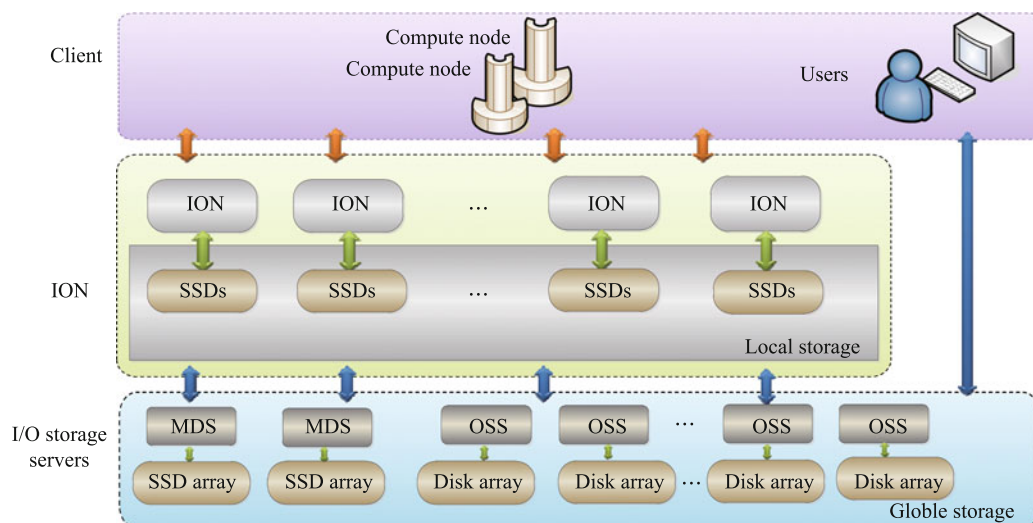 Client
Compute node
Compute node
Users
ION ION ... ION ION
ION
SSDs SSDs ... SSDs SSDs
Local storage
I/O storage
servers
MDS MDS OSS OSS ... OSS OSS
SSD array SSD array Disk array Disk array ... Disk array Disk array
Globle storage